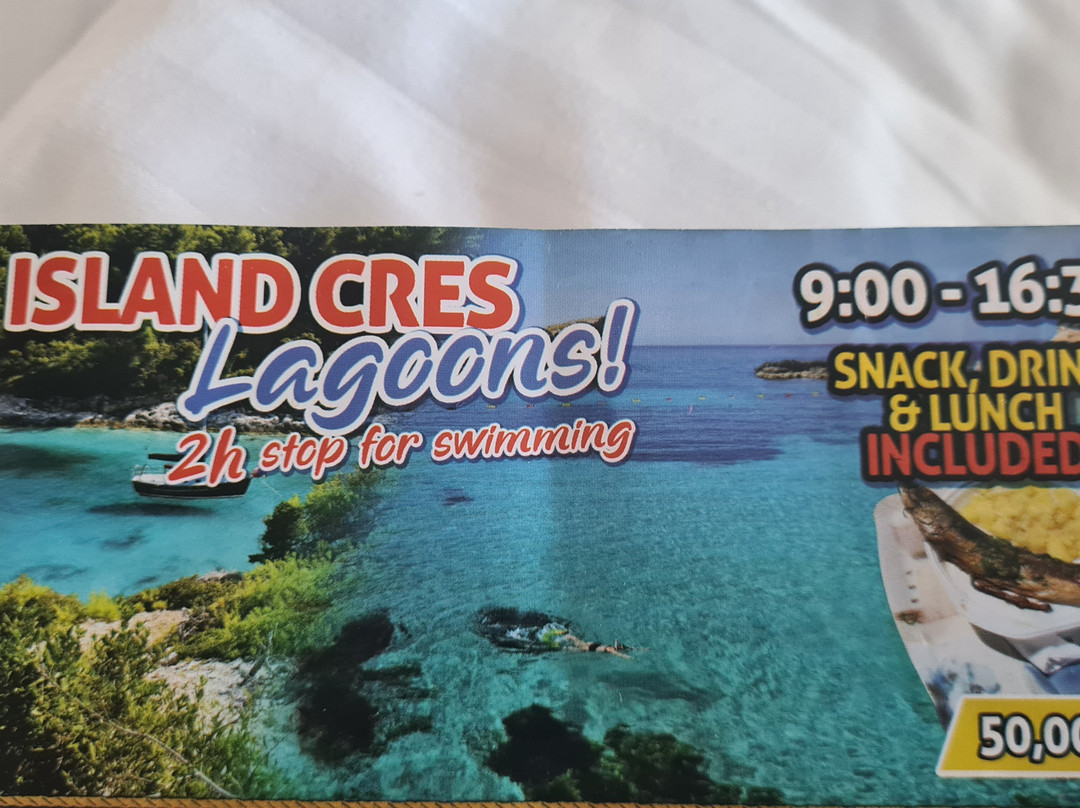 ISLAND CRES
Lagoons!
2h stop for swimming
9:00 - 16:3
SNACK, DRIN
& LUNCH
INCLUDED
50,00